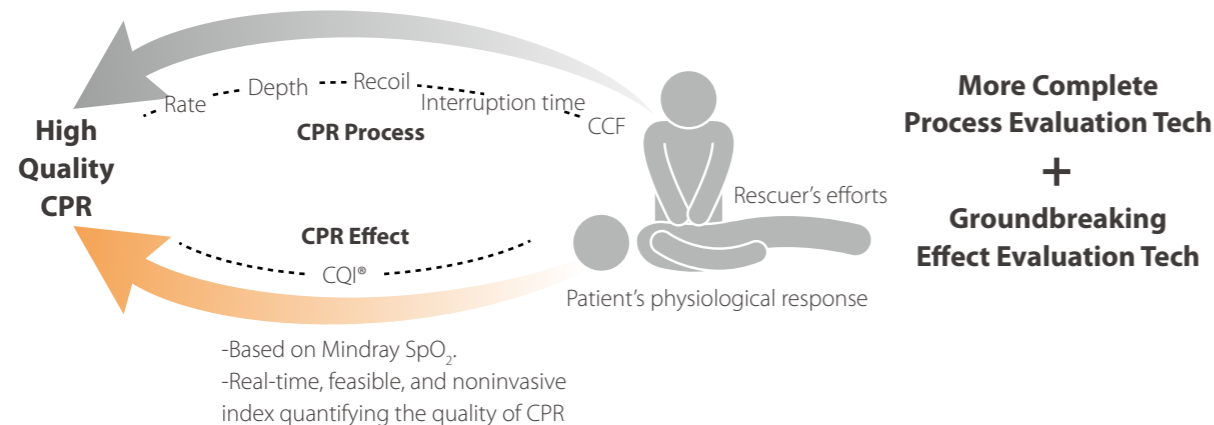 Rate
Depth
Recoil
Interruption time
CCF
CPR Process
High
Quality
CPR
CPR Effect
CQI®
Rescuer's efforts
Patient's physiological response
-Based on Mindray SpO₂.
-Real-time, feasible, and noninvasive
index quantifying the quality of CPR
More Complete
Process Evaluation Tech
+
Groundbreaking
Effect Evaluation Tech